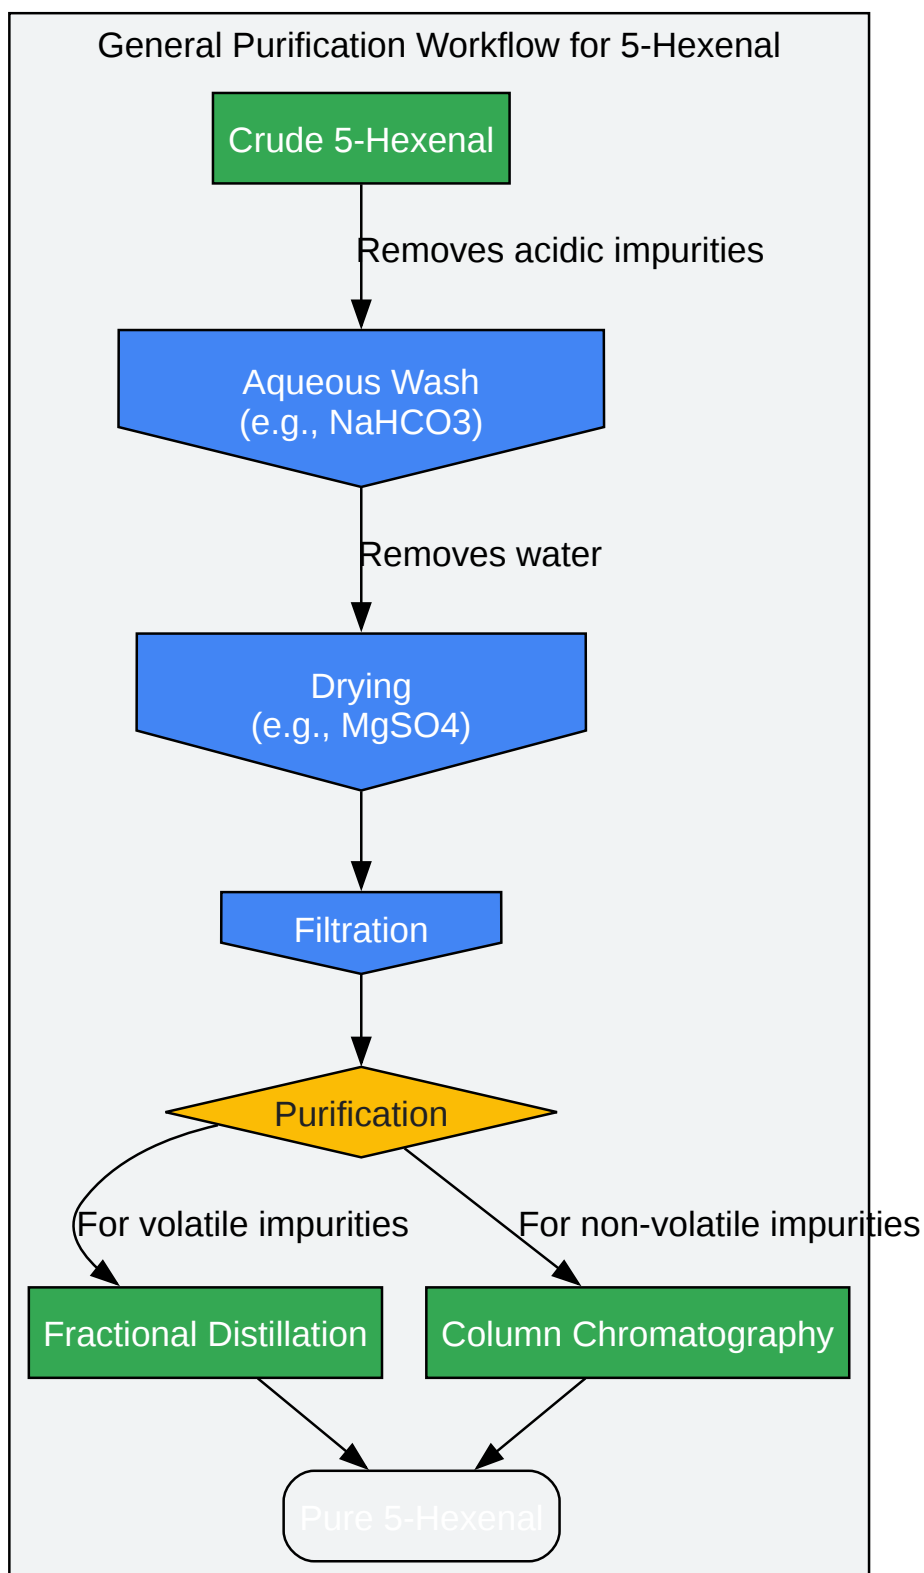 General Purification Workflow for 5-Hexenal
Crude 5-Hexenal
Removes acidic impurities
Aqueous Wash
(e.g., NaHCO3)
Removes water
Drying
(e.g., MgSO4)
Filtration
Purification
For volatile impurities
For non-volatile impurities
Fractional Distillation
Column Chromatography
Pure 5-Hexenal